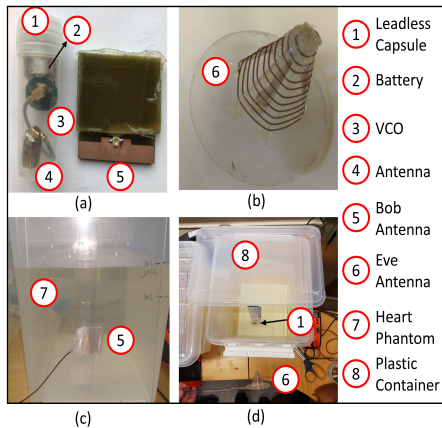 1
2
3
4
5
(a)
6
(b)
7
5
(c)
8
1
6
(d)
1 Leadless Capsule
2 Battery
3 VCO
4 Antenna
5 Bob Antenna
6 Eve Antenna
7 Heart Phantom
8 Plastic Container